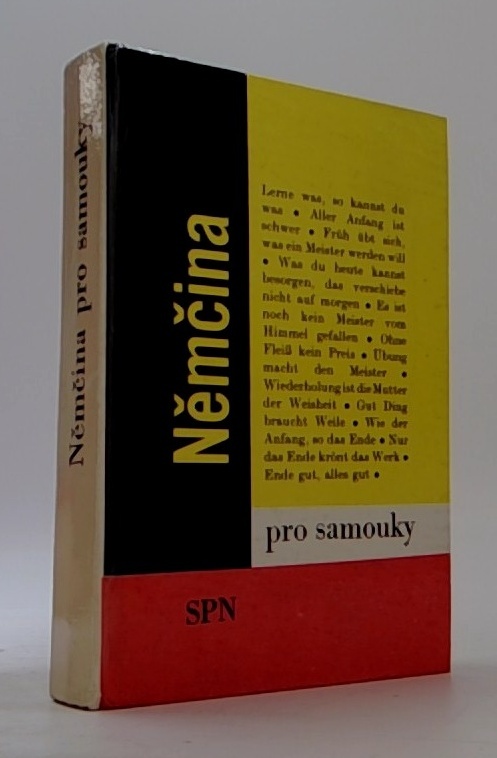 Němčina pro samouky
Němčina
Lerne was, so kannst du
was • Aller Anfang ist
schwer • Früh übt sich,
was ein Meister werden will
• Was du heute kannst
besorgen, das verschiebe
nicht auf morgen • Es ist
noch kein Meister vom
Himmel gefallen • Ohne
Fleiß kein Preis • Übung
macht den Meister •
Wiederholung ist die Mutter
der Weisheit • Gut Ding
braucht Weile • Wie der
Anfang, so das Ende • Nur
das Ende krönt das Werk •
Ende gut, alles gut •
pro samouky
SPN